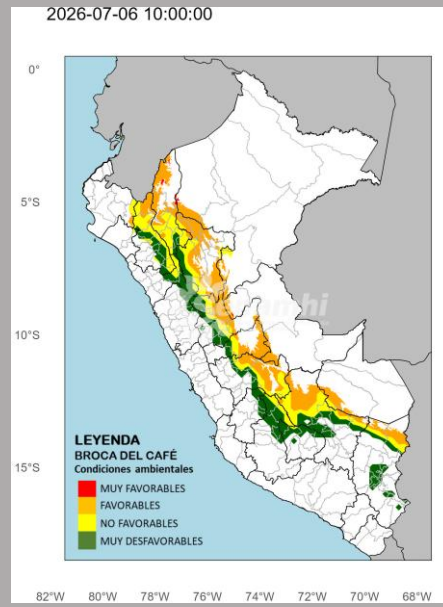 2026-07-06 10:00:00
0°
5°S
10°S
15°S
LEYENDA
BROCA DEL CAFÉ
Condiciones ambientales
MUY FAVORABLES
FAVORABLES
NO FAVORABLES
MUY DESFAVORABLES
82°W 80°W 78°W 76°W 74°W 72°W 70°W 68°W